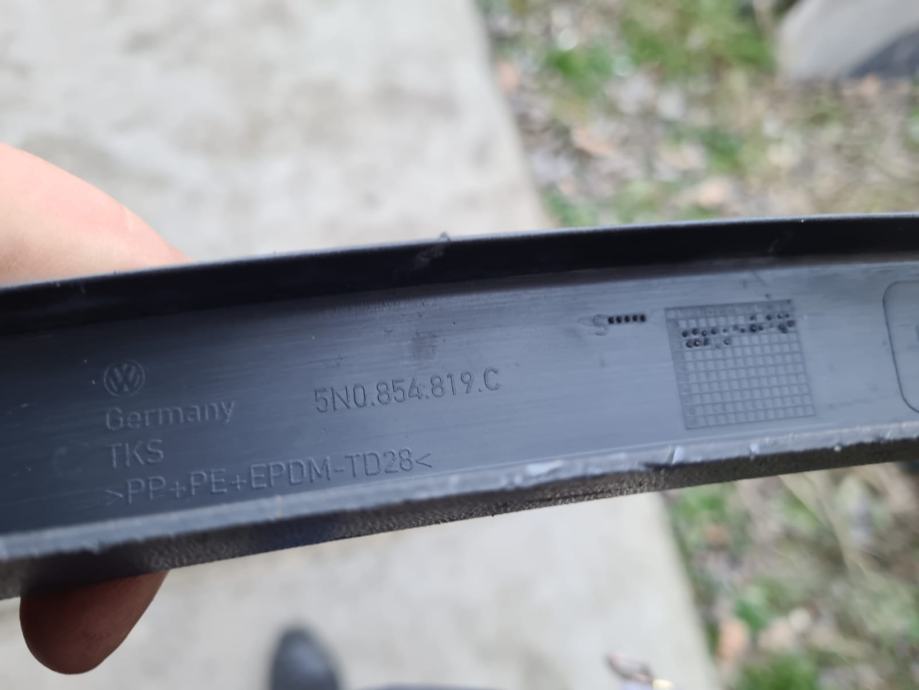 5N0.854.819.C
Germany
TKS
>PP+PE+EPDM-TD28<